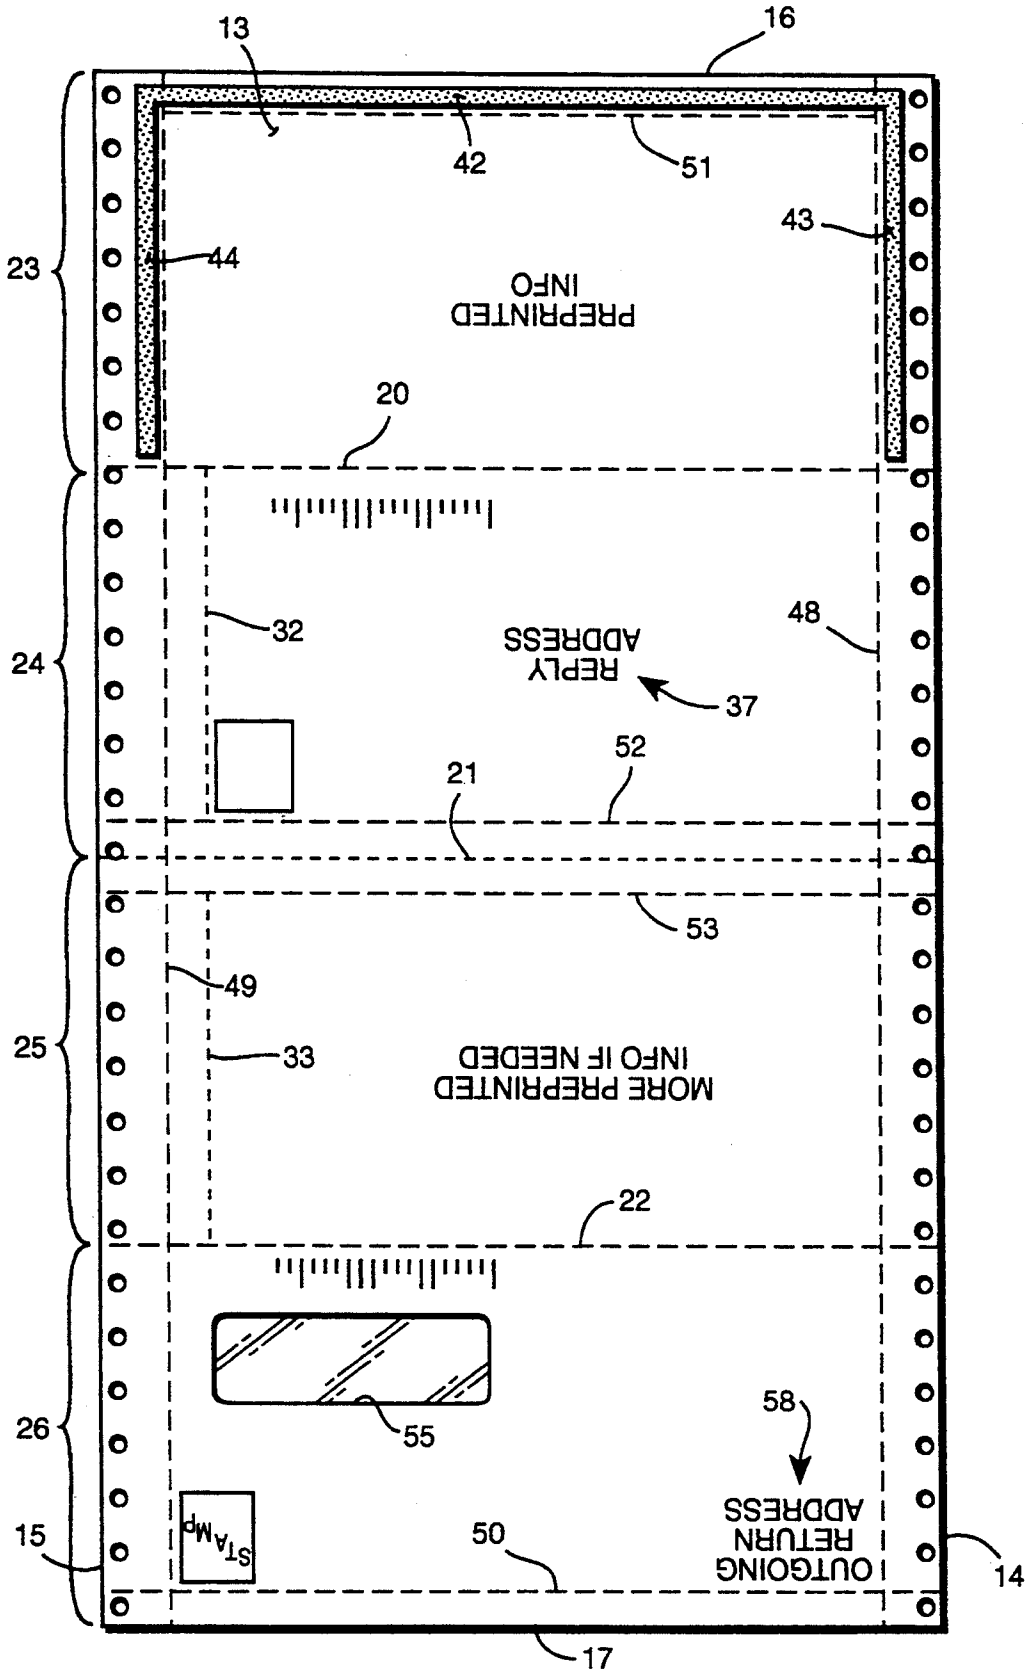 16
13
42
51
43
44
23
PREPRINTED
INFO
20
32
48
24
REPLY
ADDRESS
37
52
21
53
49
25
33
MORE PREPRINTED
INFO IF NEEDED
22
58
26
55
OUTGOING
RETURN
ADDRESS
STAMP
15
50
14
17